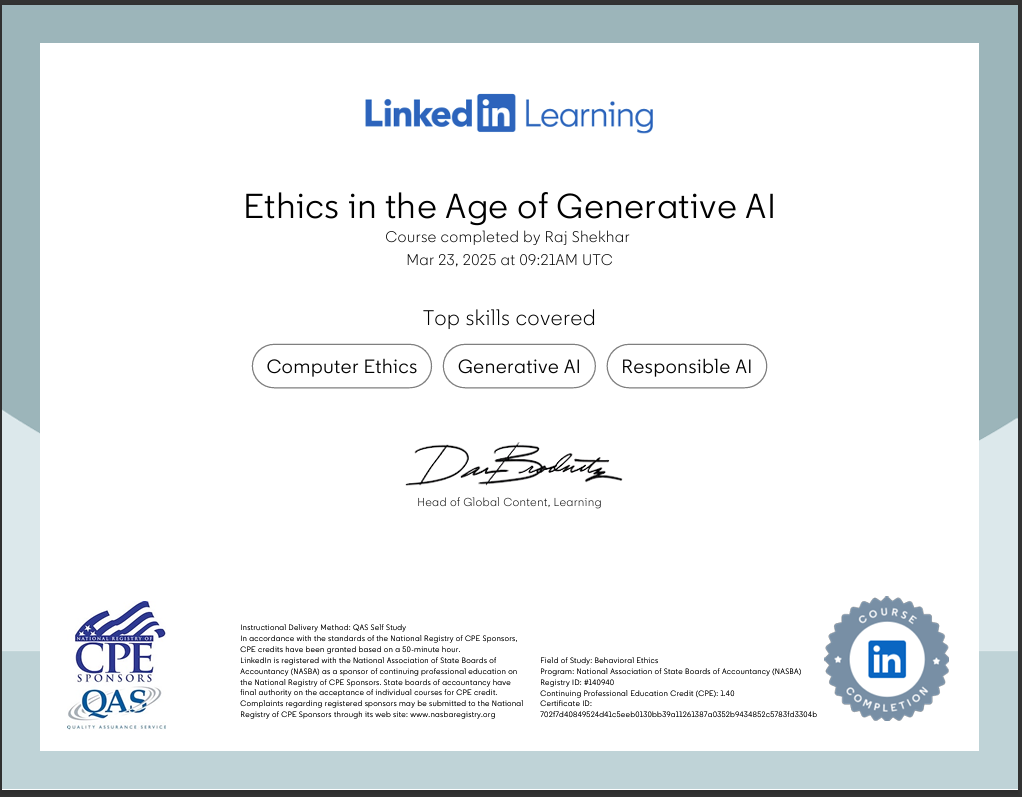 Linked in Learning
Ethics in the Age of Generative AI
Course completed by Raj Shekhar
Mar 23, 2025 at 09:21AM UTC
Top skills covered
Computer Ethics
Generative AI
Responsible AI
Dan Brodnitz
Head of Global Content, Learning
NATIONAL REGISTRY OF
CPE
SPONSORS
QAS
QUALITY ASSURANCE SERVICE
Instructional Delivery Method: QAS Self Study
In accordance with the standards of the National Registry of CPE Sponsors,
CPE credits have been granted based on a 50-minute hour.
LinkedIn is registered with the National Association of State Boards of
Accountancy (NASBA) as a sponsor of continuing professional education on
the National Registry of CPE Sponsors. State boards of accountancy have
final authority on the acceptance of individual courses for CPE credit.
Complaints regarding registered sponsors may be submitted to the National
Registry of CPE Sponsors through its web site: www.nasbaregistry.org
Field of Study: Behavioral Ethics
Program: National Association of State Boards of Accountancy (NASBA)
Registry ID: #140940
Continuing Professional Education Credit (CPE): 1.40
Certificate ID:
702f7d40849524d41c5eeb0130bb39a11261387a0352b9434852c5783fd3304b
COURSE
in
COMPLETION